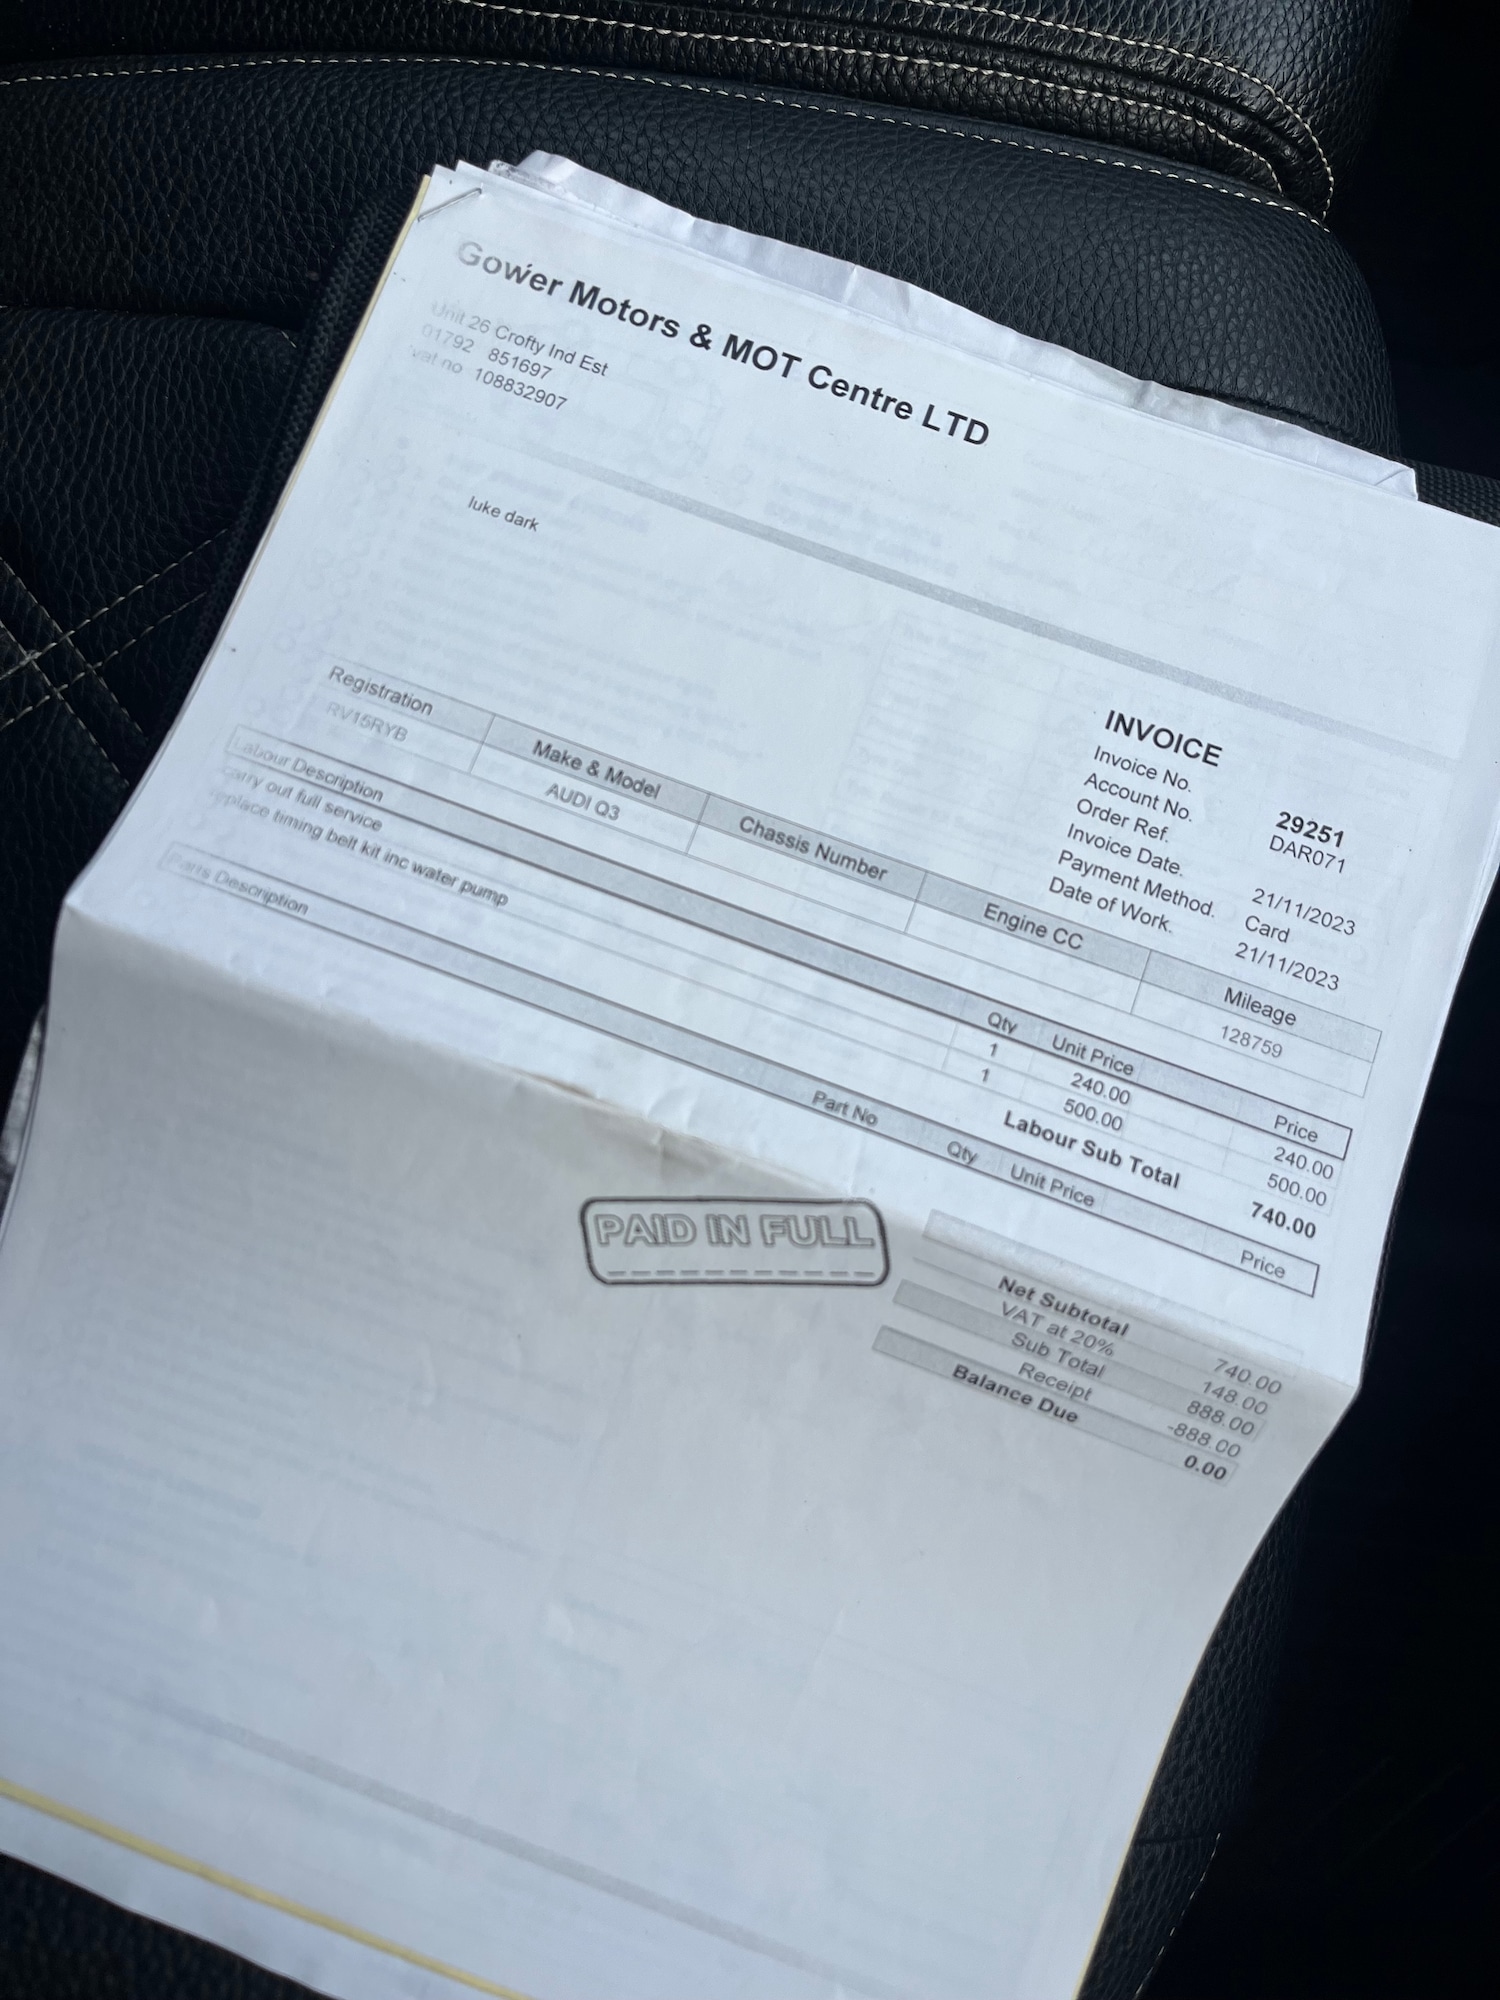 Gower Motors & MOT Centre LTD
Unit 26 Crofty Ind Est
01792 851697
vat no 108832907
luke dark
INVOICE
Invoice No. 29251
Account No. DAR071
Order Ref.
Invoice Date. 21/11/2023
Payment Method. Card
Date of Work. 21/11/2023
Registration Make & Model Chassis Number Engine CC Mileage
RV15RYB AUDI Q3 128759
Labour Description Qty Unit Price Price
carry out full service 1 240.00 240.00
replace timing belt kit inc water pump 1 500.00 500.00
Labour Sub Total 740.00
Parts Description Part No Qty Unit Price Price
PAID IN FULL
Net Subtotal 740.00
VAT at 20% 148.00
Sub Total 888.00
Receipt -888.00
Balance Due 0.00